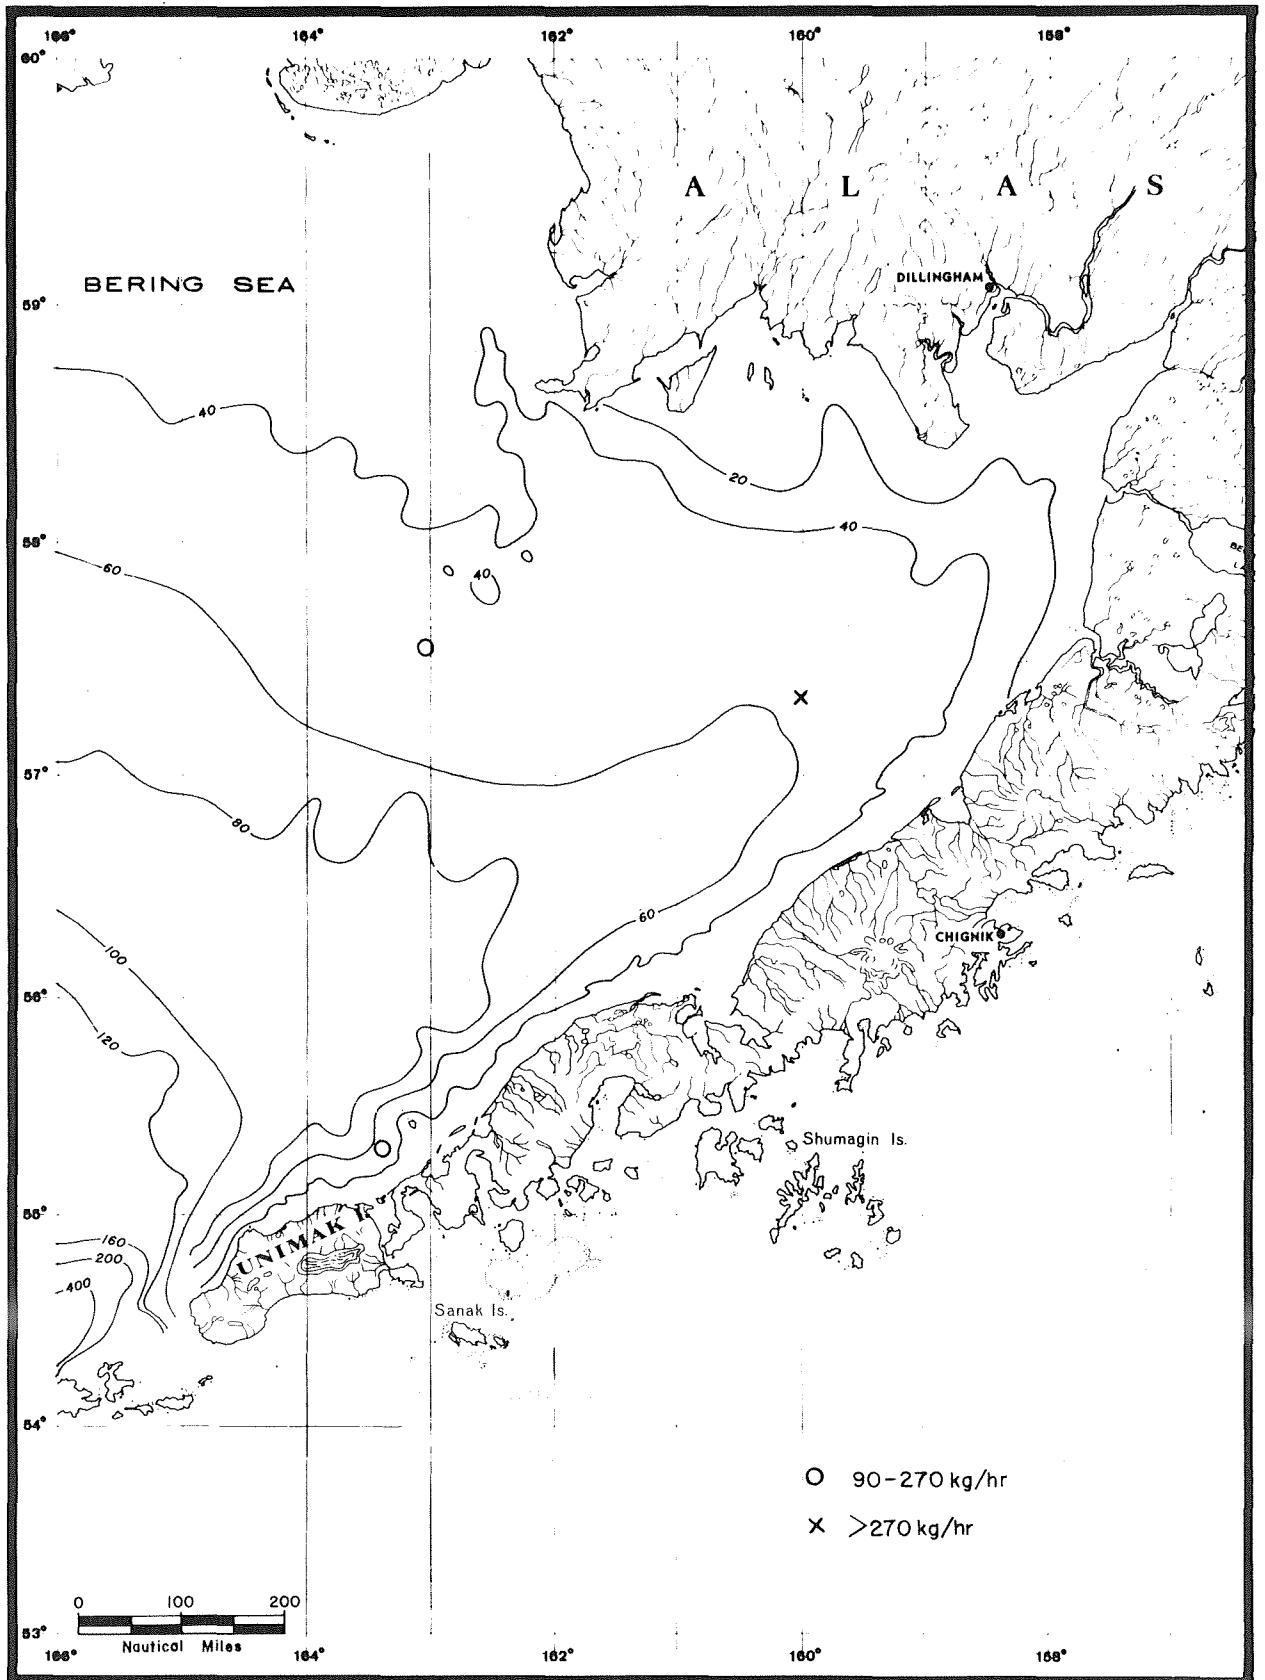 166° 164° 162° 160° 158°
60°
A L A S
DILLINGHAM
BERING SEA
59°
40
20
40
58°
60
40
57°
80
60
CHIGNIK
100
56°
120
Shumagin Is.
55°
160
UNIMAK I.
200
400
Sanak Is.
54°
O 90-270 kg/hr
X >270 kg/hr
0 100 200
Nautical Miles
53°
166° 164° 162° 160° 158°